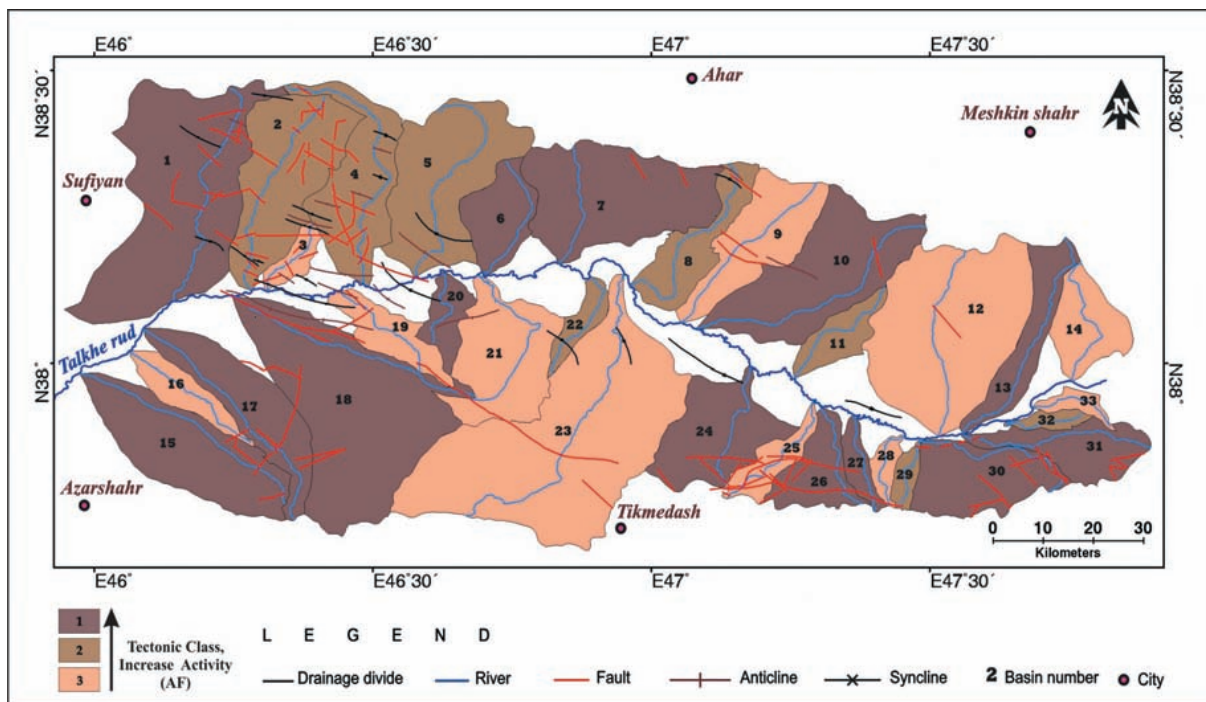 E46° E46°30´ E47° E47°30´
N38°30´ N38°30´
Ahar
Meshkin shahr
N
Sufiyan
1
2
3
4
5
6
7
8
9
10
11
12
13
14
Talkhe rud
N38° N38°
15
16
17
18
19
20
21
22
23
24
25
26
27
28
29
30
31
32
33
Azarshahr
Tikmedash
0 10 20 30
Kilometers
E46° E46°30´ E47° E47°30´
1
2
3
Tectonic Class,
Increase Activity
(AF)
L E G E N D
Drainage divide River Fault Anticline Syncline 2 Basin number City